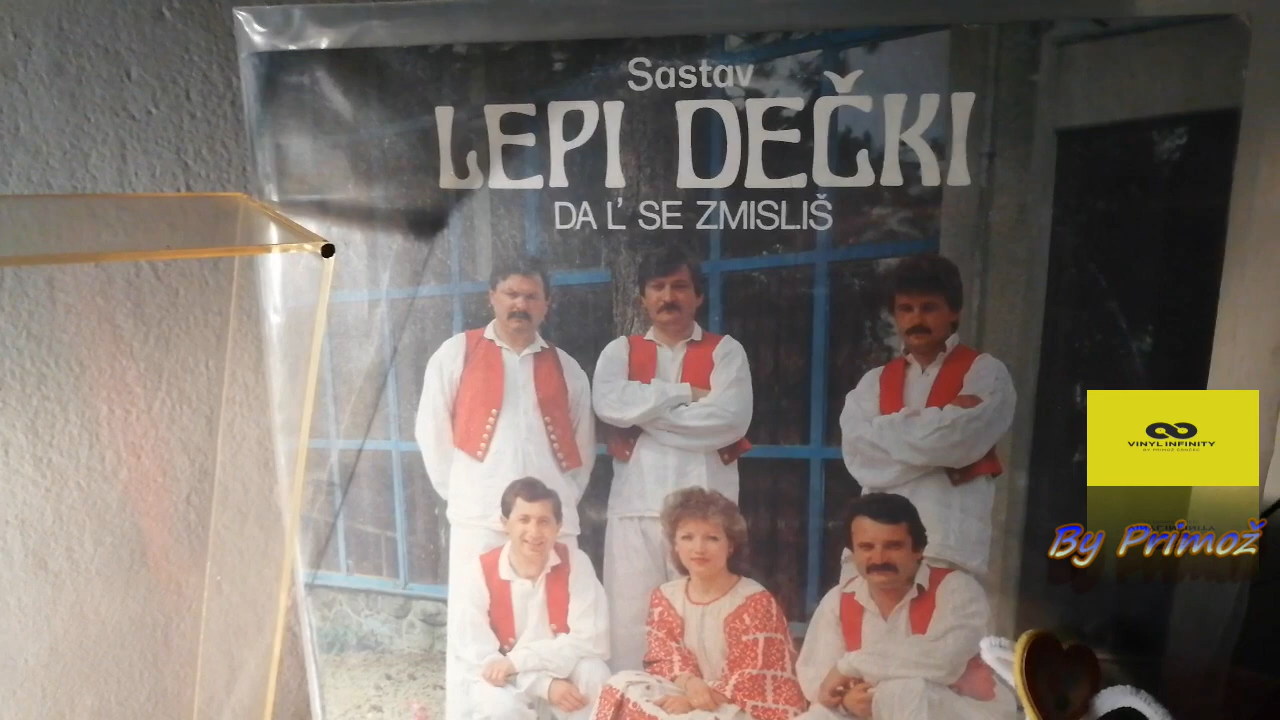 Sastav
LEPI DEČKI
DA L' SE ZMISLIŠ
VINYL INFINITY
By Primož